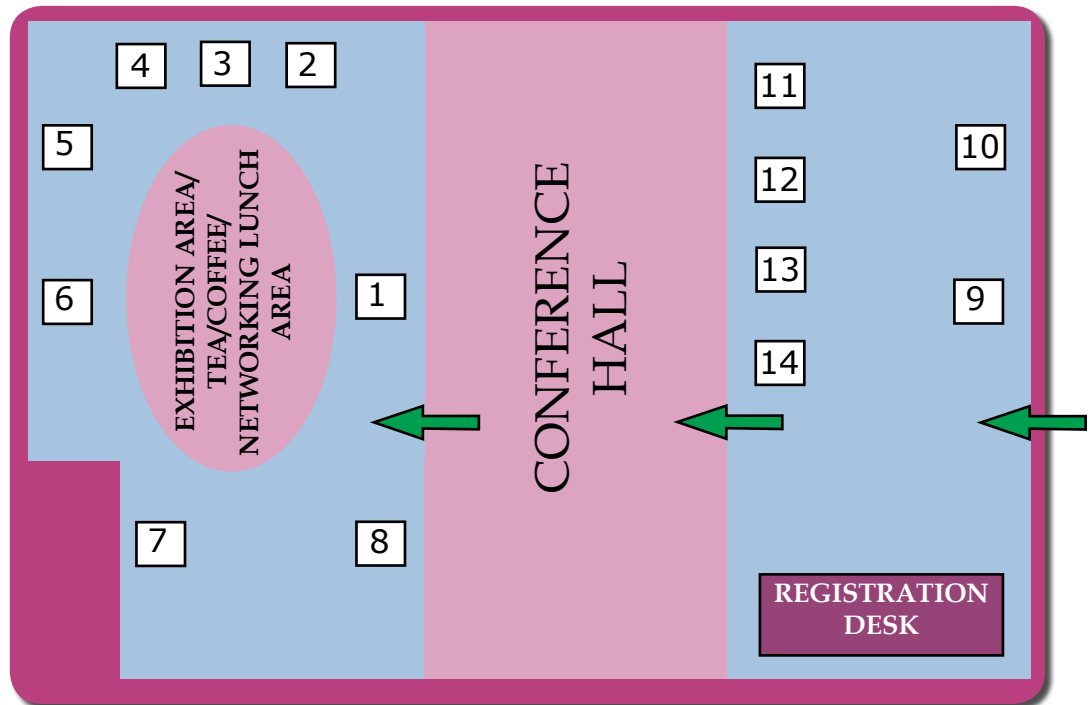 4
3
2
5
6
1
7
8
EXHIBITION AREA/
TEA/COFFEE/
NETWORKING LUNCH
AREA
CONFERENCE
HALL
11
12
13
14
10
9
REGISTRATION
DESK